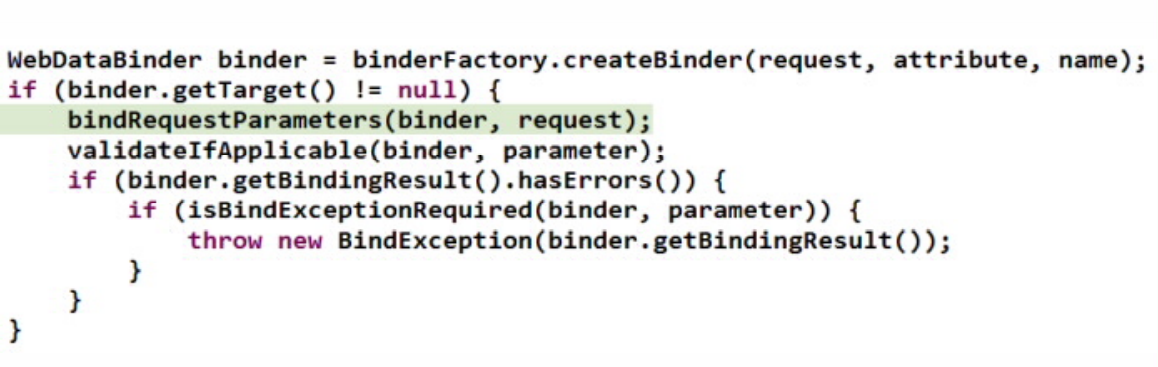 WebDataBinder binder = binderFactory.createBinder(request, attribute, name);
if (binder.getTarget() != null) {
    bindRequestParameters(binder, request);
    validateIfApplicable(binder, parameter);
    if (binder.getBindingResult().hasErrors()) {
        if (isBindExceptionRequired(binder, parameter)) {
            throw new BindException(binder.getBindingResult());
        }
    }
}